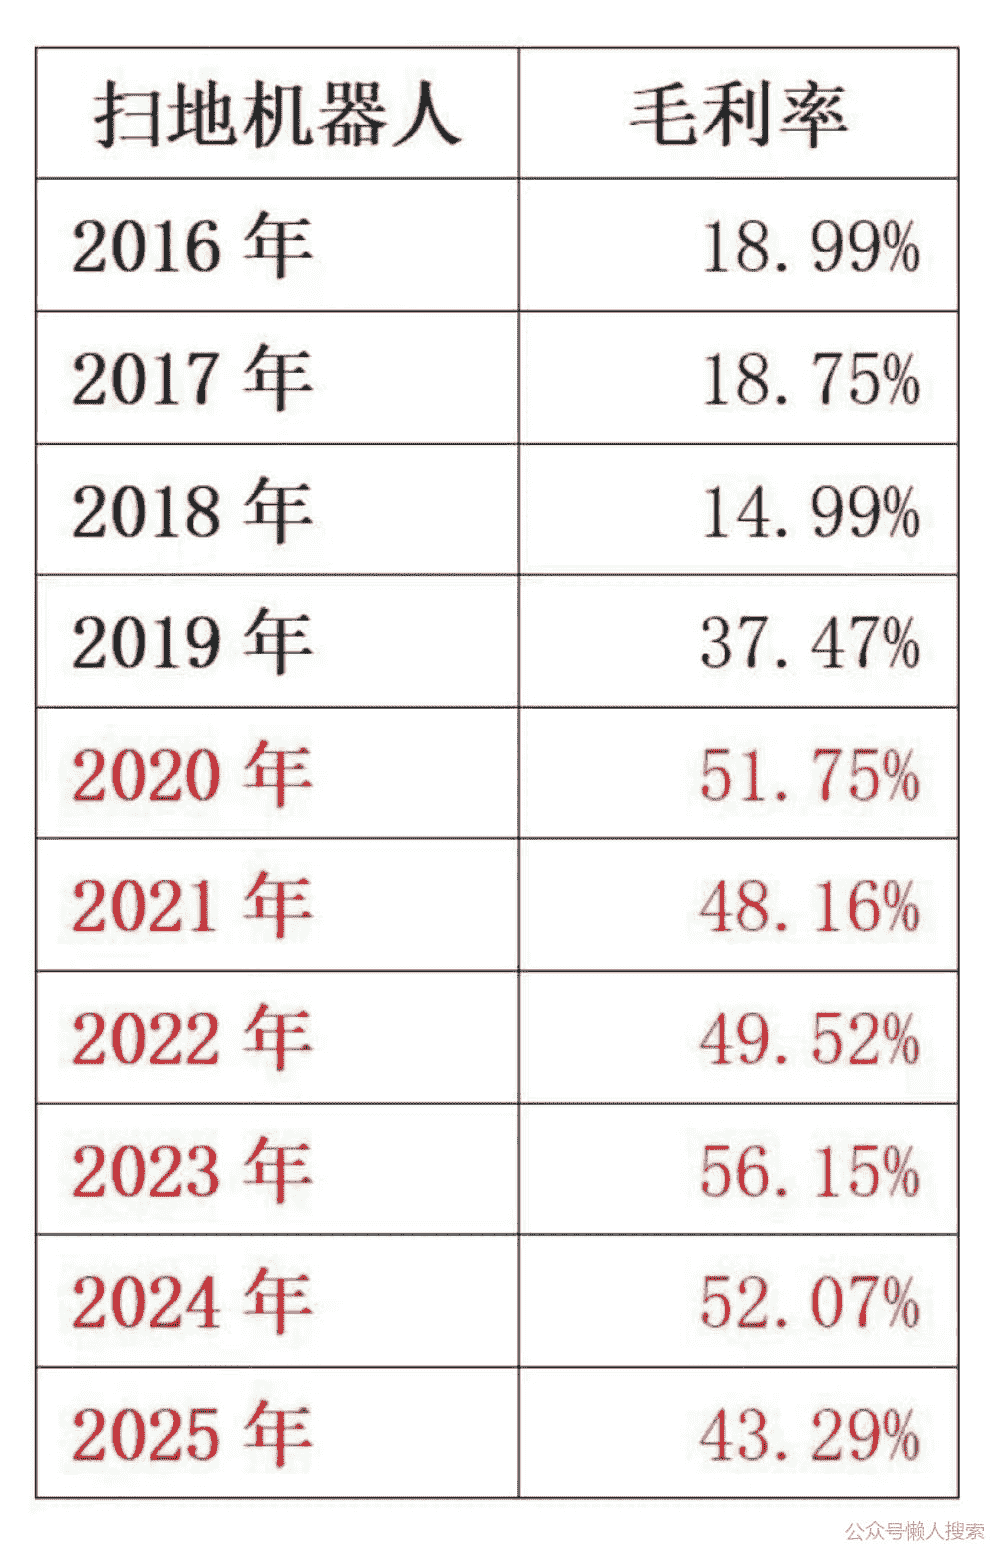 扫地机器人 毛利率
2016 年 18.99%
2017 年 18.75%
2018 年 14.99%
2019 年 37.47%
2020 年 51.75%
2021 年 48.16%
2022 年 49.52%
2023 年 56.15%
2024 年 52.07%
2025 年 43.29%
公众号懒人搜索